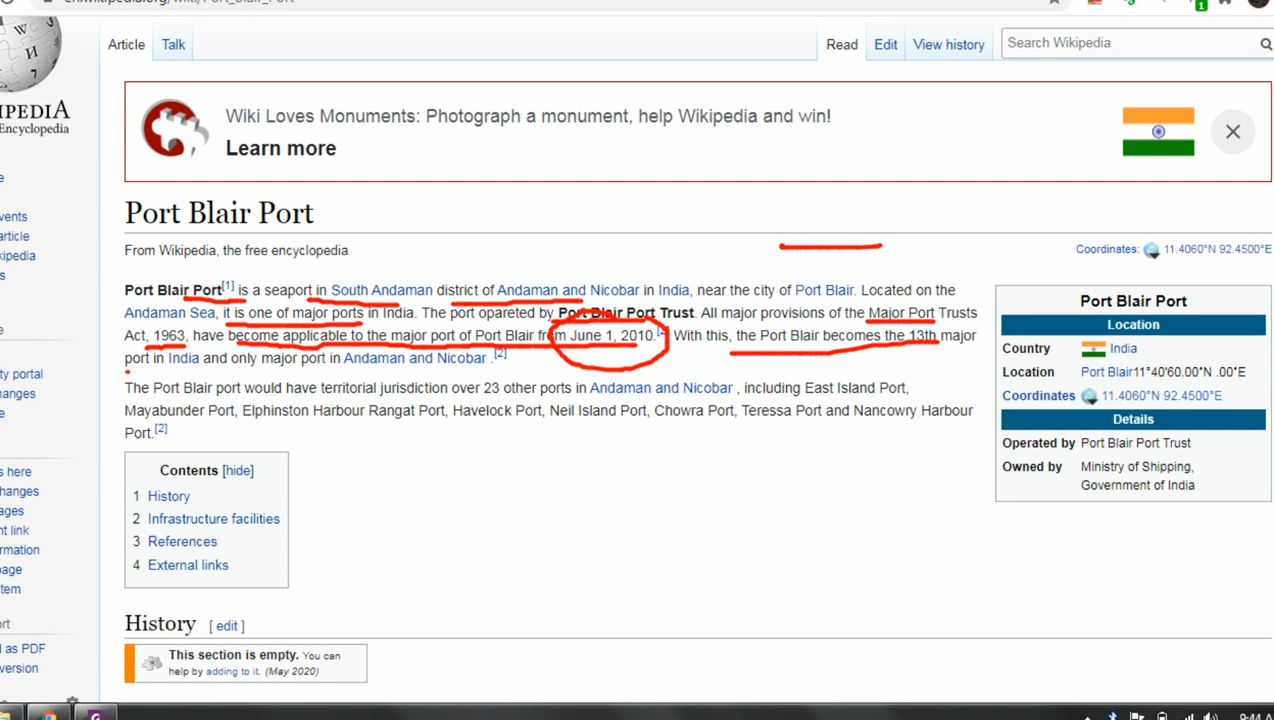 Article Talk Read Edit View history Search Wikipedia
IPEDIA
Encyclopedia
Wiki Loves Monuments: Photograph a monument, help Wikipedia and win!
Learn more
Port Blair Port
From Wikipedia, the free encyclopedia
Coordinates: 11.4060°N 92.4500°E
Port Blair Port[1] is a seaport in South Andaman district of Andaman and Nicobar in India, near the city of Port Blair. Located on the
Andaman Sea, it is one of major ports in India. The port opareted by Port Blair Port Trust. All major provisions of the Major Port Trusts
Act, 1963, have become applicable to the major port of Port Blair from June 1, 2010. With this, the Port Blair becomes the 13th major
port in India and only major port in Andaman and Nicobar .[2]
The Port Blair port would have territorial jurisdiction over 23 other ports in Andaman and Nicobar , including East Island Port,
Mayabunder Port, Elphinston Harbour Rangat Port, Havelock Port, Neil Island Port, Chowra Port, Teressa Port and Nancowry Harbour
Port.[2]
Port Blair Port
Location
Country India
Location Port Blair11°40′60.00″N .00″E
Coordinates 11.4060°N 92.4500°E
Details
Operated by Port Blair Port Trust
Owned by Ministry of Shipping,
Government of India
Contents [hide]
1 History
2 Infrastructure facilities
3 References
4 External links
History [ edit ]
This section is empty. You can
help by adding to it. (May 2020)